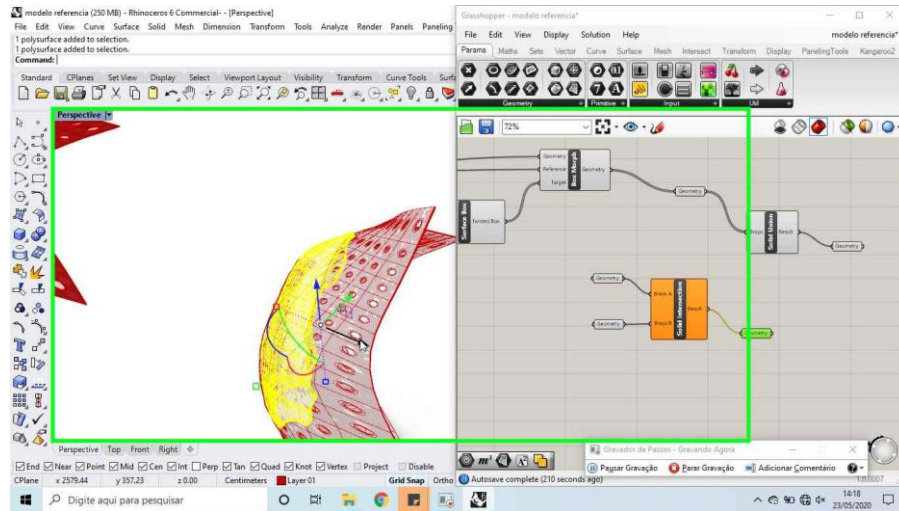 modelo referencia (250 MB) - Rhinoceros 6 Commercial- - [Perspective]
File Edit View Curve Surface Solid Mesh Dimension Transform Tools Analyze Render Panels Paneling
1 polysurface added to selection.
1 polysurface added to selection.
Command:
Standard CPlanes Set View Display Select Viewport Layout Visibility Transform Curve Tools
Perspective
Perspective Top Front Right
End Near Point Mid Cen Int Perp Tan Quad Knot Vertex Project Disable
CPlane x 2579.44 y 357.23 z 0.00 Centimeters Layer 01 Grid Snap Ortho
Grasshopper - modelo referencia*
File Edit View Display Solution Help modelo referencia*
Params Maths Sets Vector Curve Surface Mesh Intersect Transform Display PanelingTools Kangaroo2
Geometry Primitive Input Util
72%
Geometry
Reference
Target
Box Morph
Geometry
Surface Box
Twisted Box
Geometry
Breps
Solid Union
Result
Geometry
Geometry
Geometry
Breps A
Breps B
Solid Intersection
Result
Geometry
Gravador de Passos - Gravando Agora
Pausar Gravação Parar Gravação Adicionar Comentário
Autosave complete (210 seconds ago)
1.0.0007
Digite aqui para pesquisar
14:18
23/05/2020